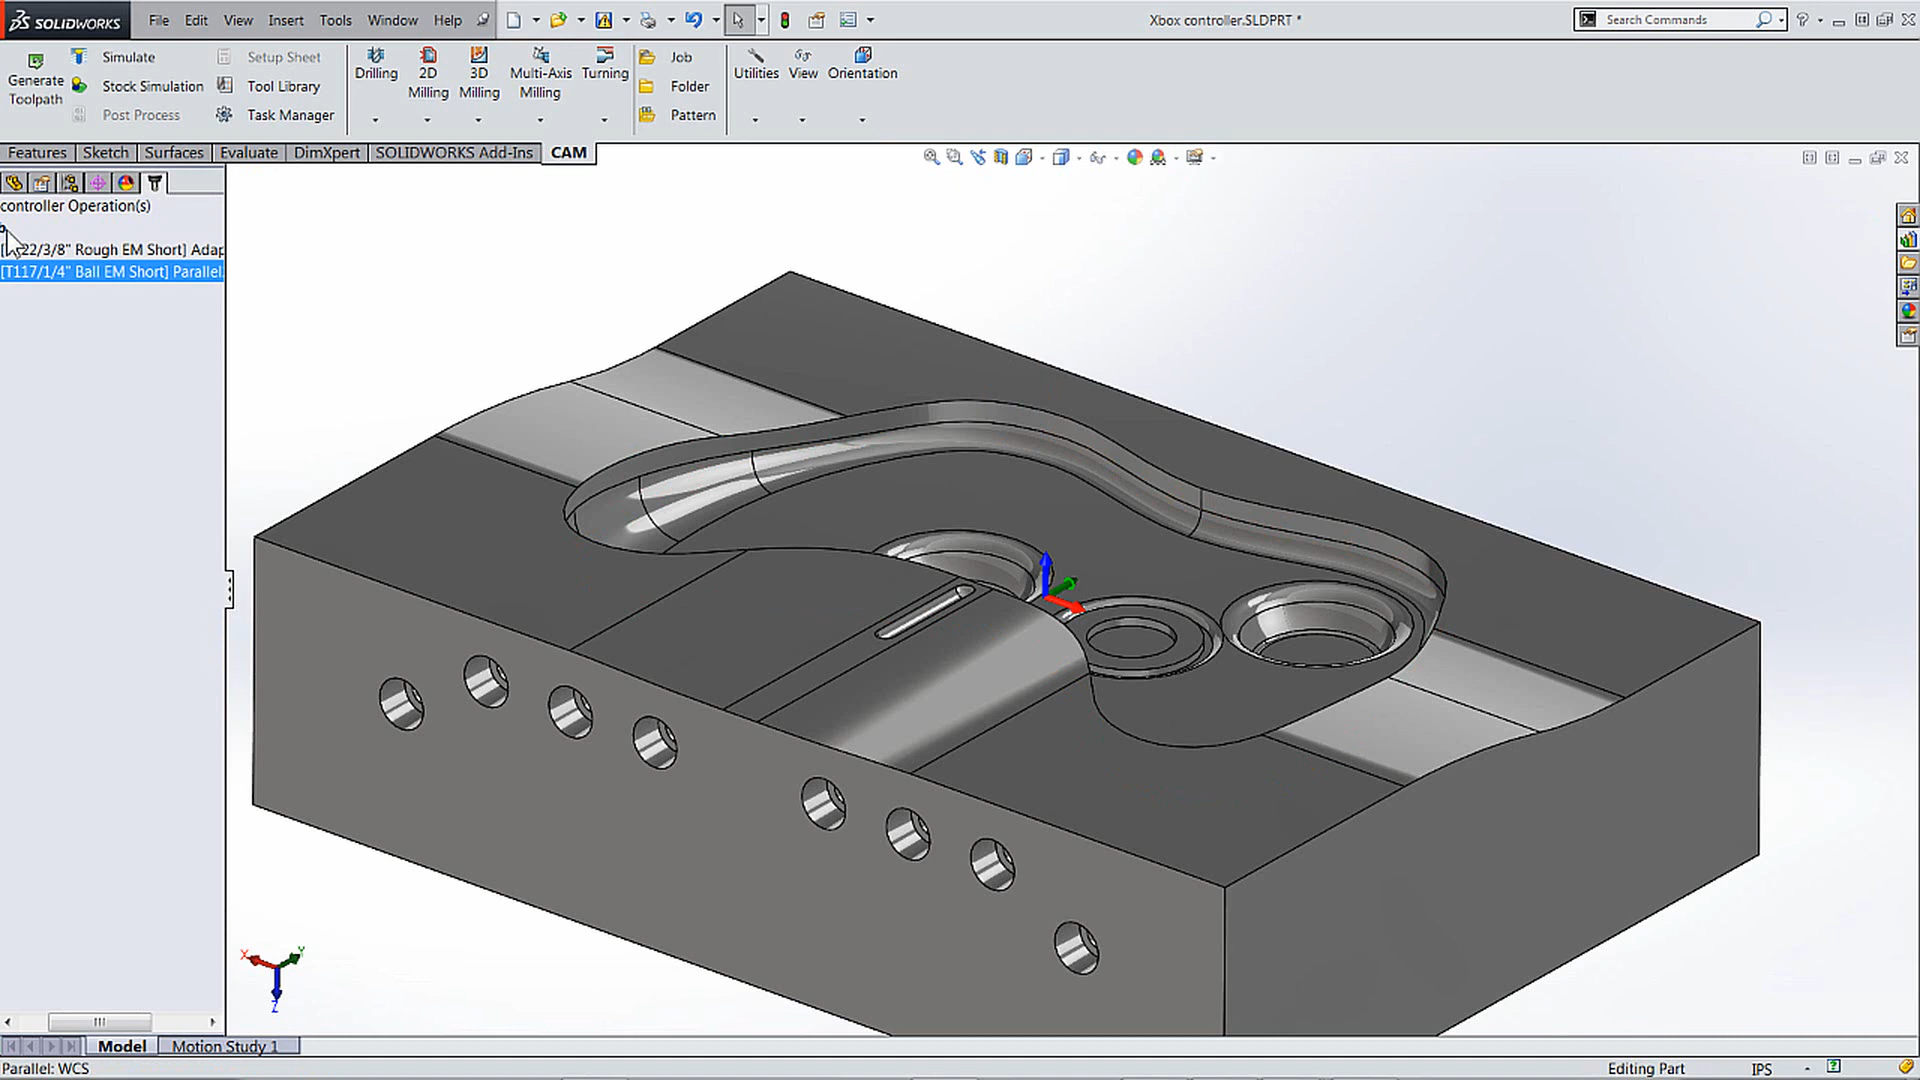 SOLIDWORKS File Edit View Insert Tools Window Help Xbox controller.SLDPRT * Search Commands
Generate Toolpath
Simulate
Stock Simulation
Post Process
Setup Sheet
Tool Library
Task Manager
Drilling
2D Milling
3D Milling
Multi-Axis Milling
Turning
Job
Folder
Pattern
Utilities
View
Orientation
Features Sketch Surfaces Evaluate DimXpert SOLIDWORKS Add-Ins CAM
controller Operation(s)
22/3/8" Rough EM Short] Adap
[T117/1/4" Ball EM Short] Parallel
X Y
Z
Model Motion Study 1
Parallel: WCS Editing Part IPS